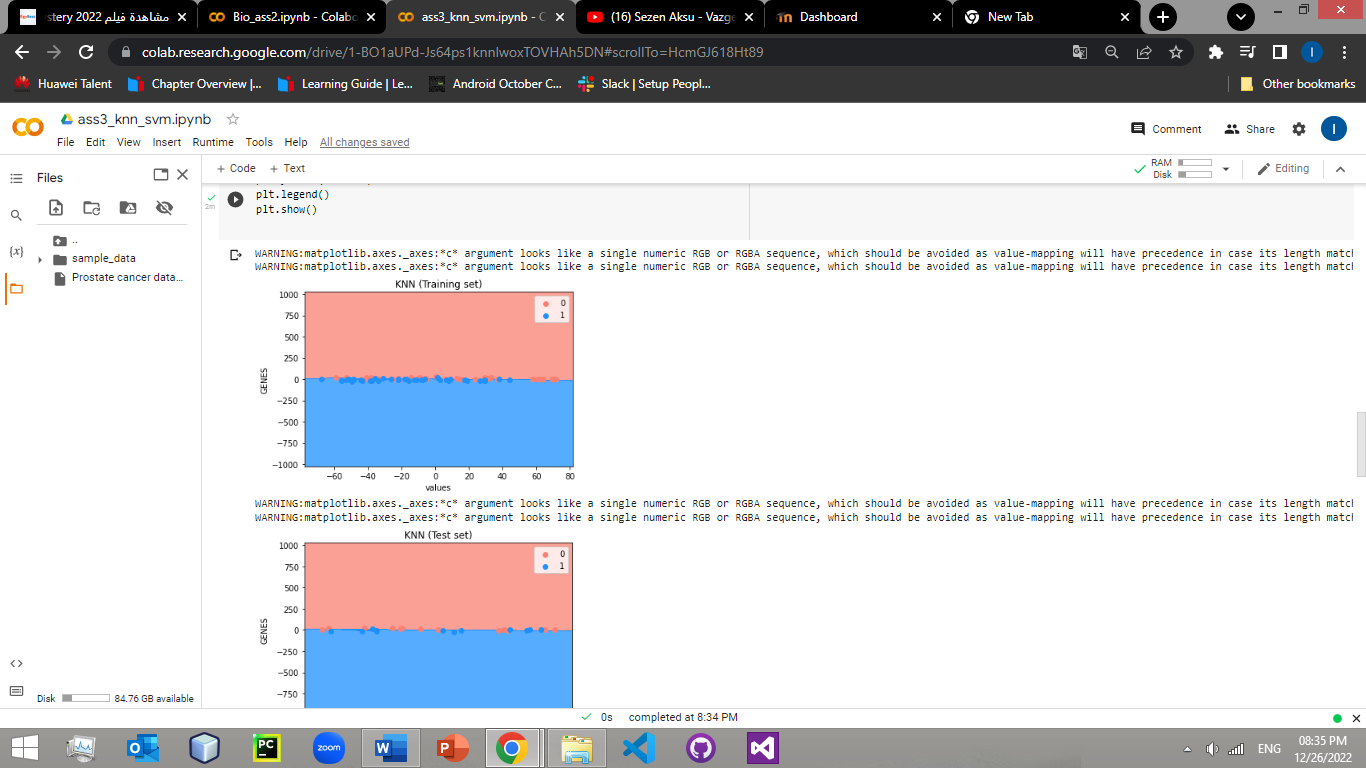 stery 2022 مشاهدة فيلم
Bio_ass2.ipynb - Colabo
ass3_knn_svm.ipynb - C
(16) Sezen Aksu - Vazge
Dashboard
New Tab
colab.research.google.com/drive/1-BO1aUPd-Js64ps1knnlwoxTOVHAh5DN#scrollTo=HcmGJ618Ht89
I
Huawei Talent
Chapter Overview |...
Learning Guide | Le...
Android October C...
Slack | Setup Peopl...
Other bookmarks
ass3_knn_svm.ipynb
File Edit View Insert Runtime Tools Help All changes saved
Comment
Share
I
Files
+ Code + Text
RAM
Disk
Editing
..
sample_data
Prostate cancer data...
2m
plt.legend()
plt.show()
WARNING:matplotlib.axes._axes:*c* argument looks like a single numeric RGB or RGBA sequence, which should be avoided as value-mapping will have precedence in case its length match
WARNING:matplotlib.axes._axes:*c* argument looks like a single numeric RGB or RGBA sequence, which should be avoided as value-mapping will have precedence in case its length match
KNN (Training set)
1000
750
500
250
0
−250
−500
−750
−1000
GENES
0
1
−60 −40 −20 0 20 40 60 80
values
WARNING:matplotlib.axes._axes:*c* argument looks like a single numeric RGB or RGBA sequence, which should be avoided as value-mapping will have precedence in case its length match
WARNING:matplotlib.axes._axes:*c* argument looks like a single numeric RGB or RGBA sequence, which should be avoided as value-mapping will have precedence in case its length match
KNN (Test set)
1000
750
500
250
0
−250
−500
−750
GENES
0
1
Disk
84.76 GB available
0s completed at 8:34 PM
PC
zoom
ENG
08:35 PM
12/26/2022